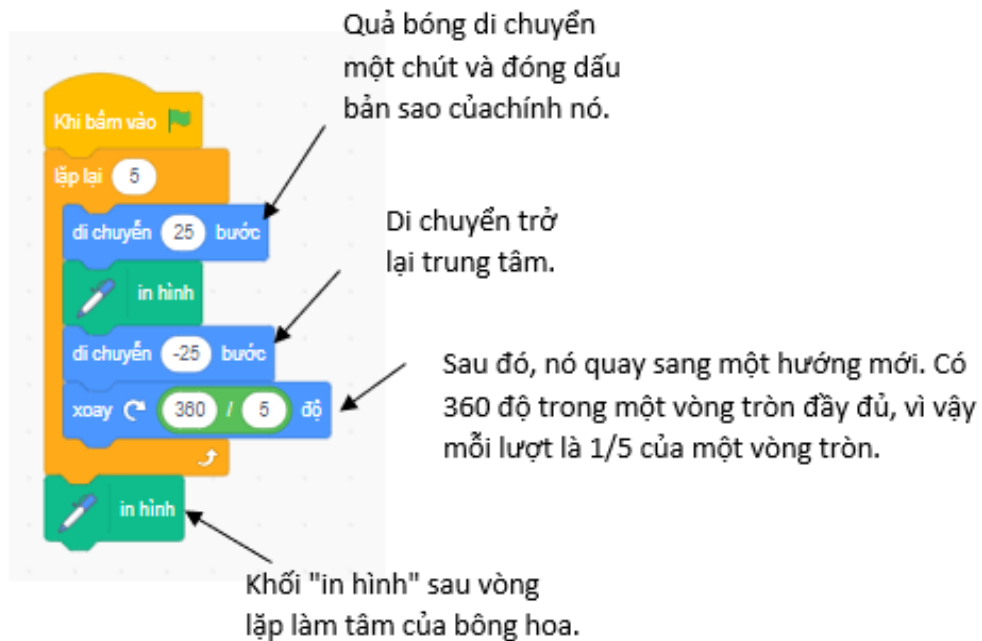 Quả bóng di chuyển
một chút và đóng dấu
bản sao củachính nó.
Khi bấm vào
lặp lại 5
di chuyển 25 bước
in hình
Di chuyển trở
lại trung tâm.
di chuyển -25 bước
xoay 360 / 5 độ
Sau đó, nó quay sang một hướng mới. Có
360 độ trong một vòng tròn đầy đủ, vì vậy
mỗi lượt là 1/5 của một vòng tròn.
in hình
Khối "in hình" sau vòng
lặp làm tâm của bông hoa.